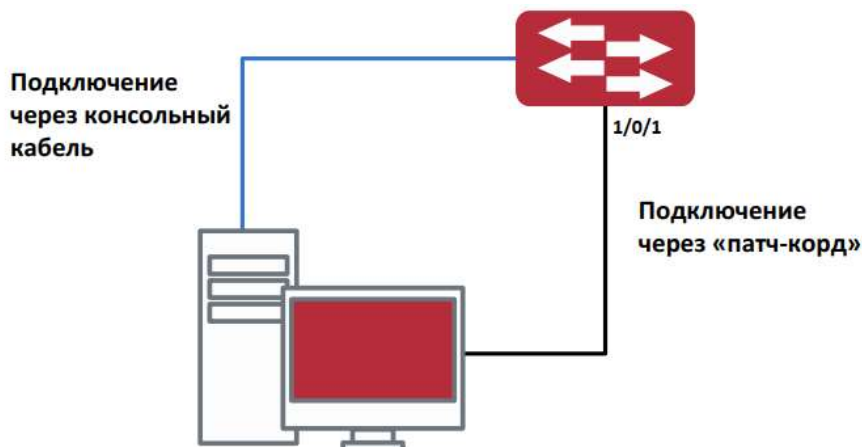 Подключение
через консольный
кабель
1/0/1
Подключение
через «патч-корд»